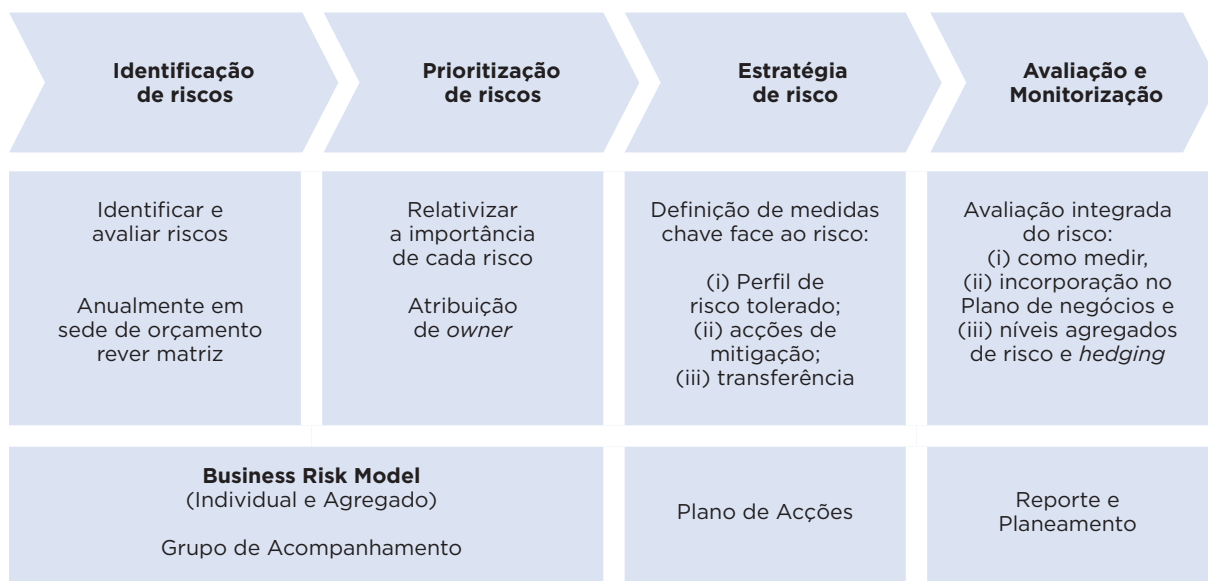 Identificação
de riscos
Prioritização
de riscos
Estratégia
de risco
Avaliação e
Monitorização
Identificar e
avaliar riscos
Anualmente em
sede de orçamento
rever matriz
Relativizar
a importância
de cada risco
Atribuição
de owner
Definição de medidas
chave face ao risco:
(i) Perfil de
risco tolerado;
(ii) acções de
mitigação;
(iii) transferência
Avaliação integrada
do risco:
(i) como medir,
(ii) incorporação no
Plano de negócios e
(iii) níveis agregados
de risco e hedging
Business Risk Model
(Individual e Agregado)
Grupo de Acompanhamento
Plano de Acções
Reporte e
Planeamento